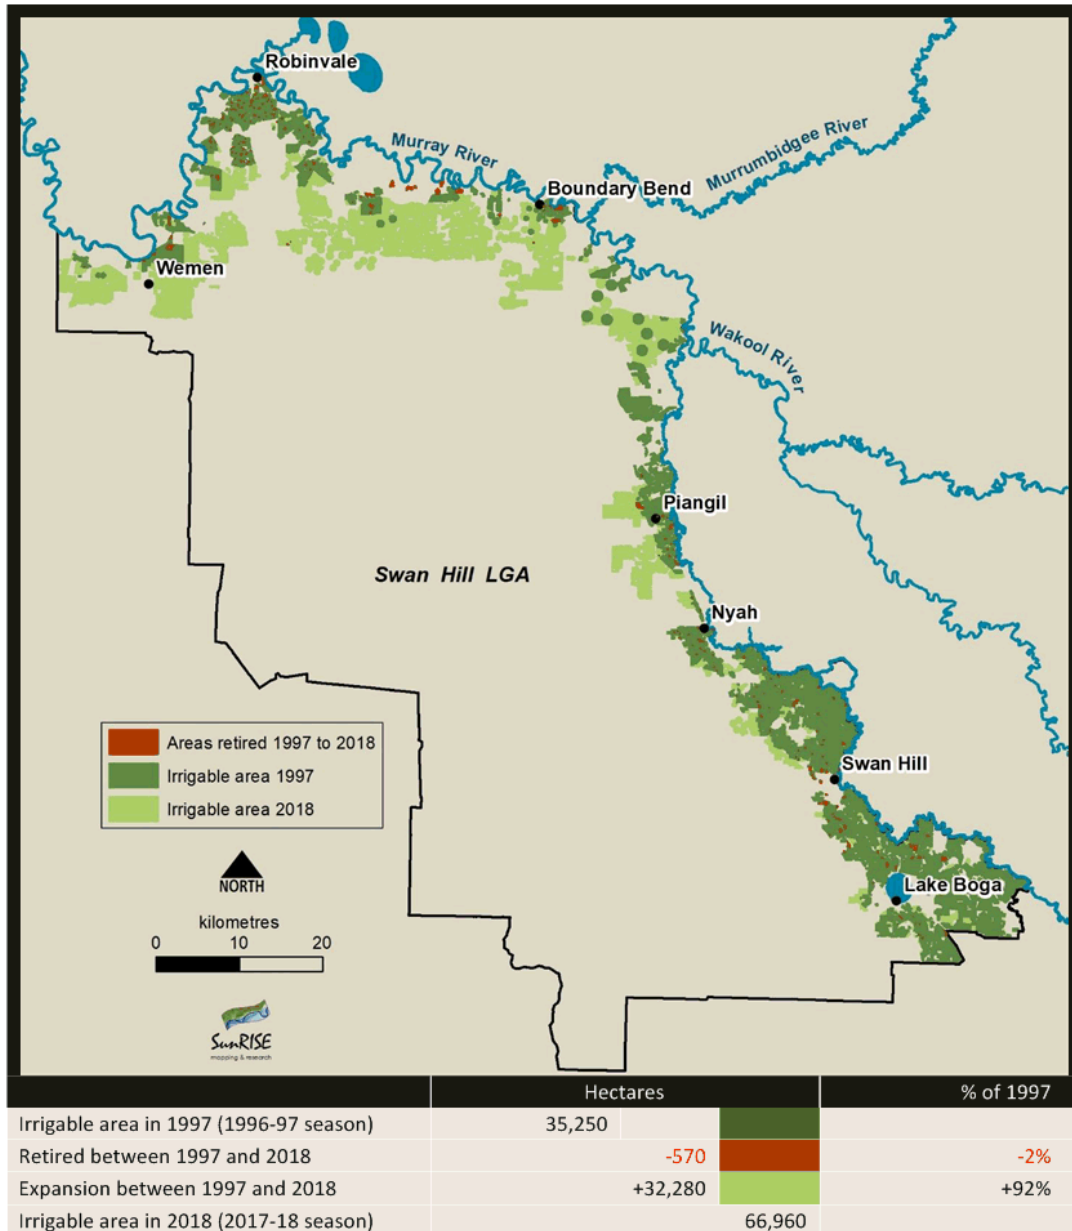 Robinvale
Murray River
Murrumbidgee River
Boundary Bend
Wemen
Wakool River
Piangil
Swan Hill LGA
Nyah
Areas retired 1997 to 2018
Irrigable area 1997
Irrigable area 2018
Swan Hill
NORTH
Lake Boga
kilometres
0 10 20
SunRISE
mapping & research
Hectares % of 1997
Irrigable area in 1997 (1996-97 season) 35,250
Retired between 1997 and 2018 -570 -2%
Expansion between 1997 and 2018 +32,280 +92%
Irrigable area in 2018 (2017-18 season) 66,960